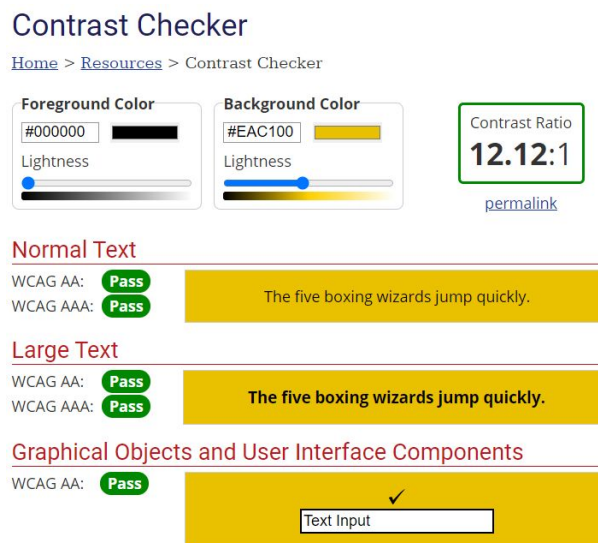 Contrast Checker
Home > Resources > Contrast Checker
Foreground Color
#000000
Lightness
Background Color
#EAC100
Lightness
Contrast Ratio
12.12:1
permalink
Normal Text
WCAG AA: Pass
WCAG AAA: Pass
The five boxing wizards jump quickly.
Large Text
WCAG AA: Pass
WCAG AAA: Pass
The five boxing wizards jump quickly.
Graphical Objects and User Interface Components
WCAG AA: Pass
✓
Text Input